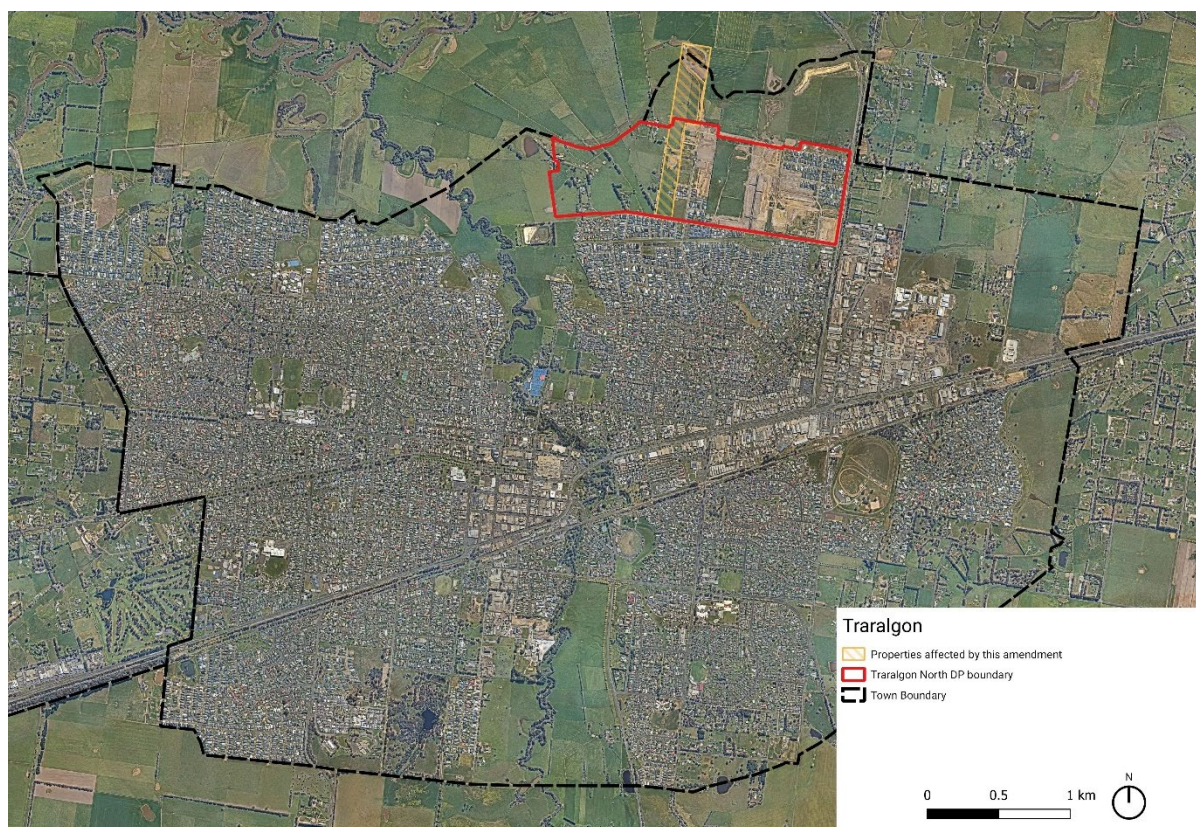 Traralgon
Properties affected by this amendment
Traralgon North DP boundary
Town Boundary
N
0 0.5 1 km